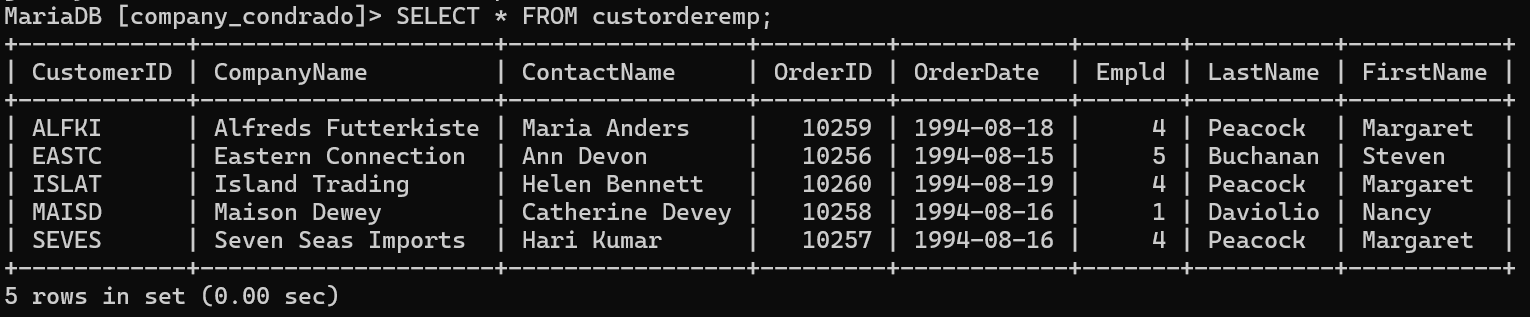 MariaDB [company_condrado]> SELECT * FROM custorderemp;
+------------+---------------------+-----------------+---------+------------+-------+----------+-----------+
| CustomerID | CompanyName         | ContactName     | OrderID | OrderDate  | Empld | LastName | FirstName |
+------------+---------------------+-----------------+---------+------------+-------+----------+-----------+
| ALFKI      | Alfreds Futterkiste | Maria Anders    |   10259 | 1994-08-18 |     4 | Peacock  | Margaret  |
| EASTC      | Eastern Connection  | Ann Devon       |   10256 | 1994-08-15 |     5 | Buchanan | Steven    |
| ISLAT      | Island Trading      | Helen Bennett   |   10260 | 1994-08-19 |     4 | Peacock  | Margaret  |
| MAISD      | Maison Dewey        | Catherine Devey |   10258 | 1994-08-16 |     1 | Daviolio | Nancy     |
| SEVES      | Seven Seas Imports  | Hari Kumar      |   10257 | 1994-08-16 |     4 | Peacock  | Margaret  |
+------------+---------------------+-----------------+---------+------------+-------+----------+-----------+
5 rows in set (0.00 sec)